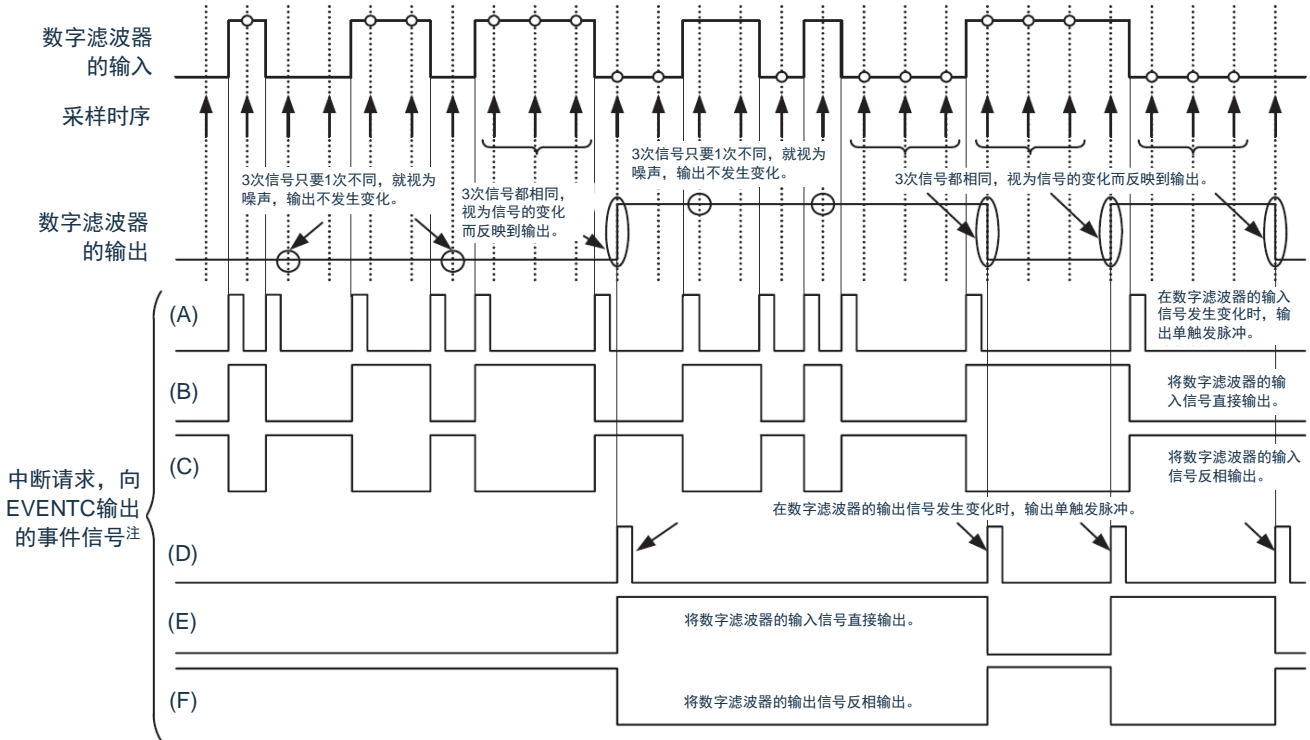 数字滤波器
的输入
采样时序
3次信号只要1次不同，就视为
噪声，输出不发生变化。
3次信号都相同，
视为信号的变化
而反映到输出。
3次信号只要1次不同，就视为
噪声，输出不发生变化。
3次信号都相同，视为信号的变化而反映到输出。
数字滤波器
的输出
(A)
在数字滤波器的输入
信号发生变化时，输
出单触发脉冲。
(B)
将数字滤波器的输
入信号直接输出。
(C)
将数字滤波器的输入
信号反相输出。
中断请求，向
EVENTC输出
的事件信号注
在数字滤波器的输出信号发生变化时，输出单触发脉冲。
(D)
(E)
将数字滤波器的输入信号直接输出。
(F)
将数字滤波器的输出信号反相输出。